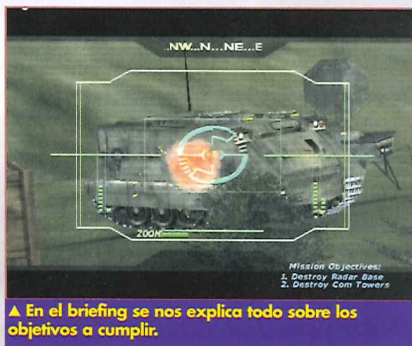 ..NW...N...NE...E
ZOOM
Mission Objectives:
1. Destroy Radar Base
2. Destroy Com Towers
▲ En el briefing se nos explica todo sobre los
objetivos a cumplir.